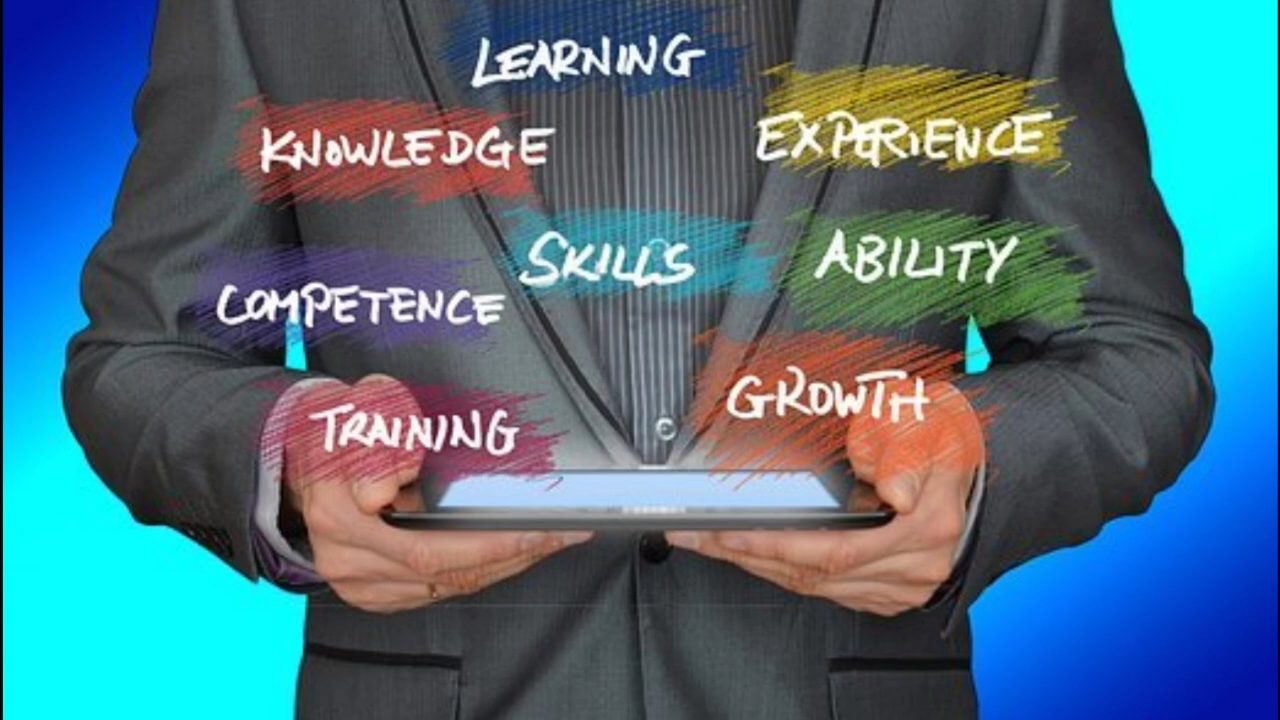 LEARNING
KNOWLEDGE
EXPERIENCE
SKILLS
ABILITY
COMPETENCE
GROWTH
TRAINING